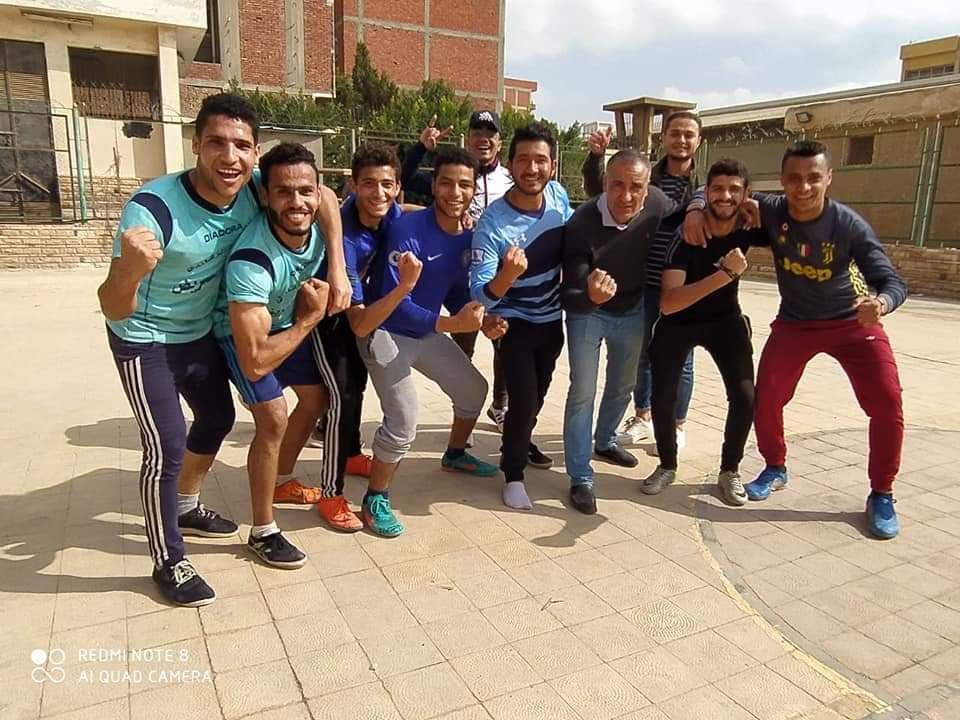 DIADORA
Jeep
REDMI NOTE 8
AI QUAD CAMERA